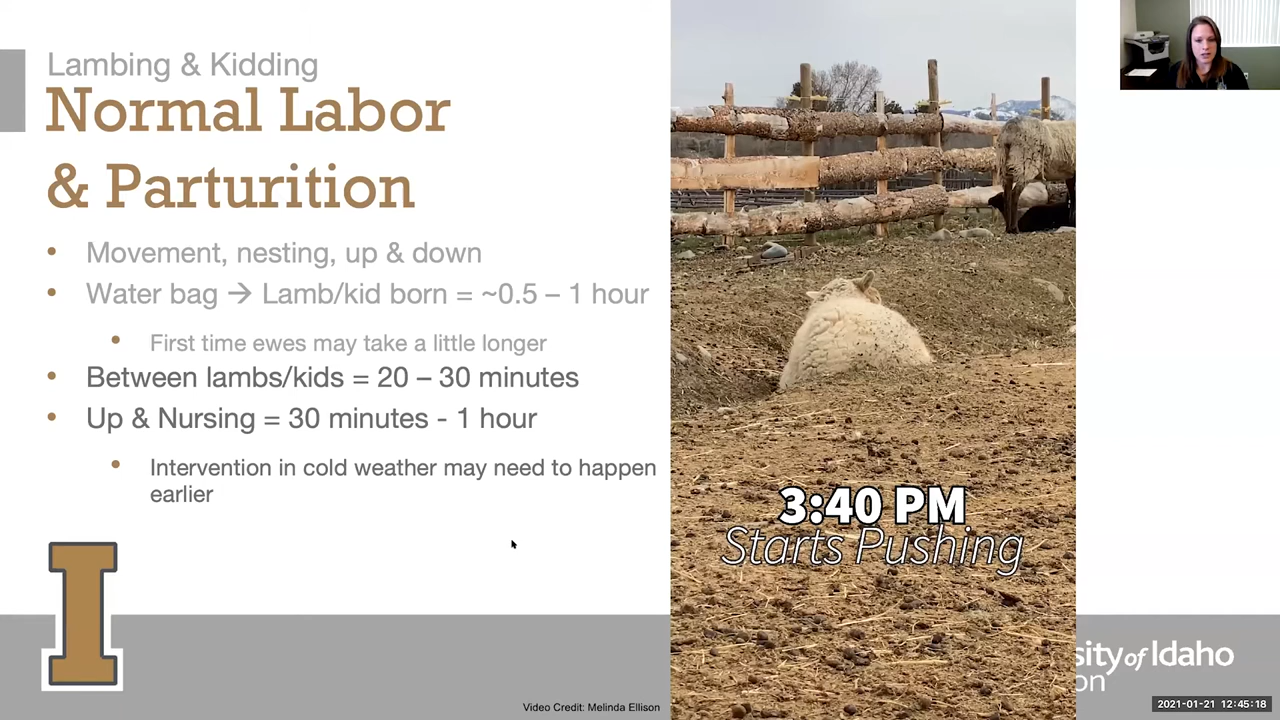 Lambing & Kidding
Normal Labor
& Parturition
• Movement, nesting, up & down
• Water bag → Lamb/kid born = ~0.5 – 1 hour
• First time ewes may take a little longer
• Between lambs/kids = 20 – 30 minutes
• Up & Nursing = 30 minutes - 1 hour
• Intervention in cold weather may need to happen
earlier
3:40 PM
Starts Pushing
I
sity of Idaho
on
Video Credit: Melinda Ellison
2021-01-21 12:45:18